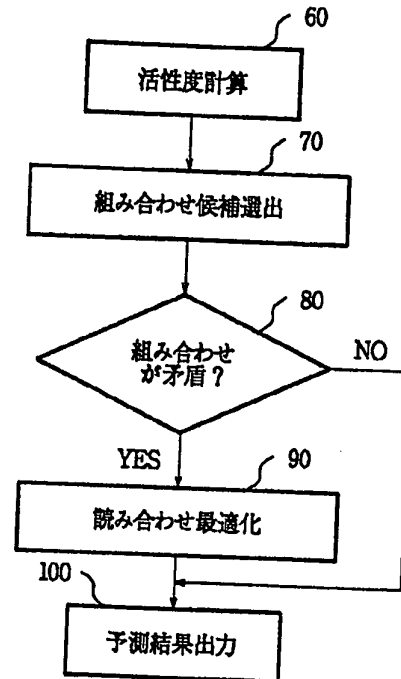 60
活性度計算
70
組み合わせ候補選出
80
組み合わせ
が矛盾？
NO
YES
90
読み合わせ最適化
100
予測結果出力